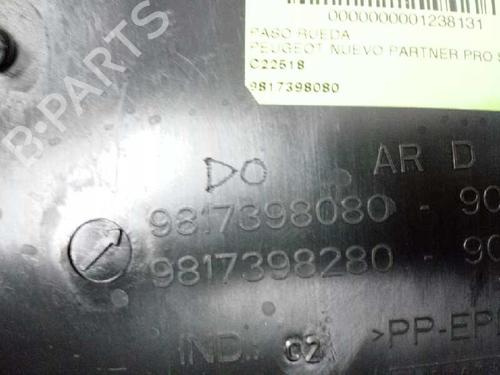 0000000001238131
PASO RUEDA
PEUGEOT NUEVO PARTNER PRO S
C22518
9817398080
B-PARTS
DO
AR D
9817398080 - 90
9817398280 - 90
IND.: G2
>PP-EP